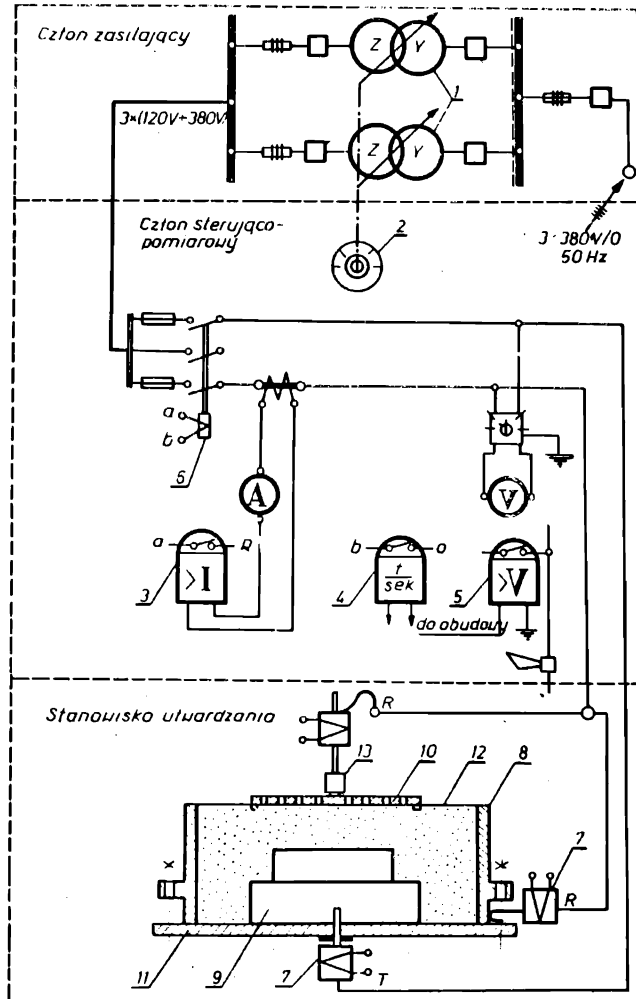 Człon zasilający
Z
Y
1
3×(120V÷380V)
Z
Y
Człon sterująco-
pomiarowy
2
3·380V/0
50 Hz
a
b
6
A
V
a
R
b
a
3
>I
4
t
sek
5
>V
do obudowy
Stanowisko utwardzania
R
13
10
12
8
7
R
11
9
7
T